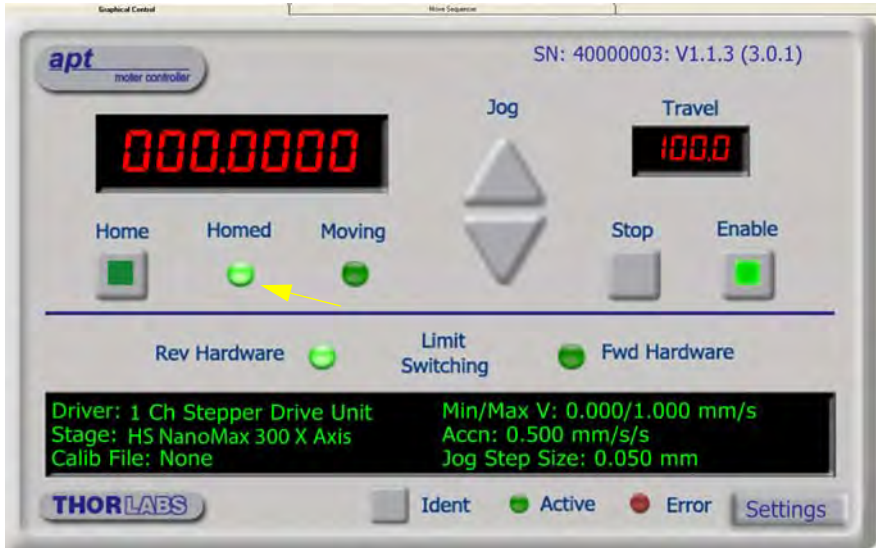 Graphical Control Move Sequencer
apt
motor controller
SN: 40000003: V1.1.3 (3.0.1)
Jog
Travel
000.0000
100.0
Home Homed Moving
Stop Enable
Rev Hardware
Limit
Switching
Fwd Hardware
Driver: 1 Ch Stepper Drive Unit
Stage: HS NanoMax 300 X Axis
Calib File: None
Min/Max V: 0.000/1.000 mm/s
Accn: 0.500 mm/s/s
Jog Step Size: 0.050 mm
THORLABS
Ident Active Error Settings